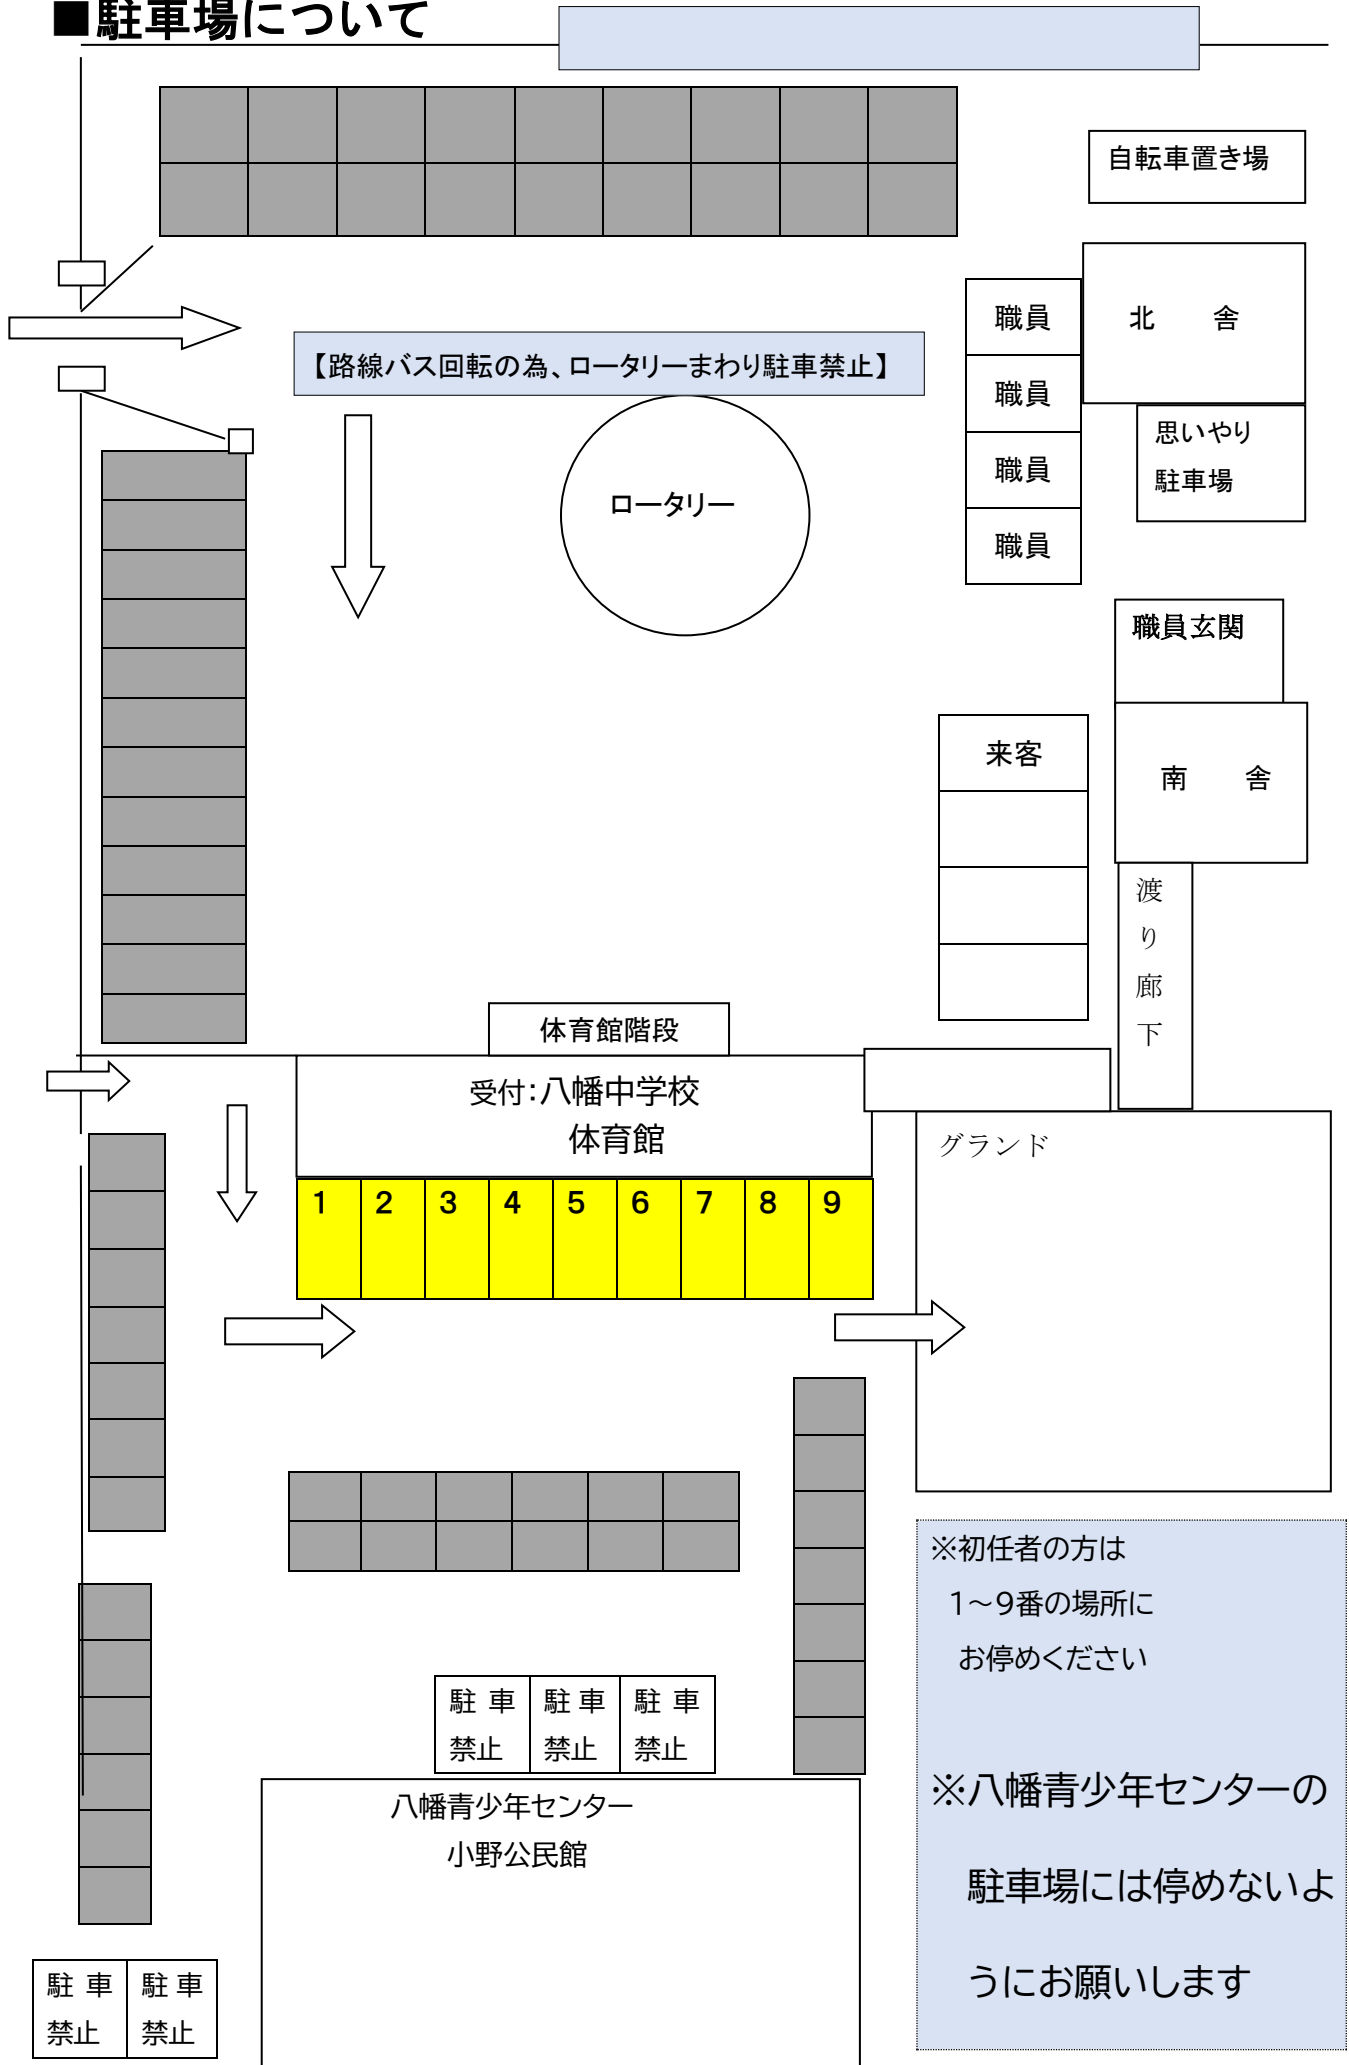 ■駐車場について
自転車置き場
職員
北　舎
【路線バス回転の為、ロータリーまわり駐車禁止】
職員
思いやり
駐車場
職員
ロータリー
職員
職員玄関
来客
南　舎
渡り廊下
体育館階段
受付：八幡中学校
体育館
グランド
1 2 3 4 5 6 7 8 9
※初任者の方は
1～9番の場所に
お停めください
駐車 駐車 駐車
禁止 禁止 禁止
※八幡青少年センターの
駐車場には停めないよ
うにお願いします
八幡青少年センター
小野公民館
駐車 駐車
禁止 禁止